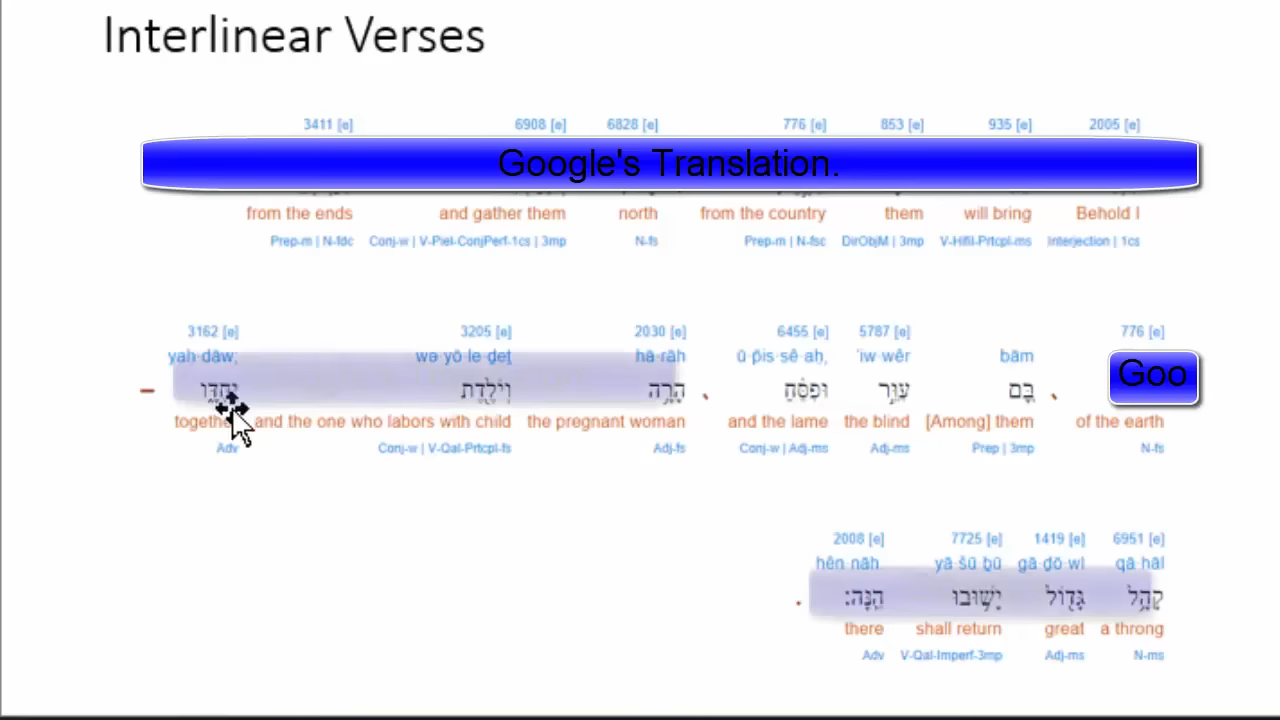 Interlinear Verses
3411 [e] 6908 [e] 6828 [e] 776 [e] 853 [e] 935 [e] 2005 [e]
Google's Translation.
from the ends and gather them north from the country them will bring Behold I
Prep-m | N-fdc Conj-w | V-Piel-ConjPerf-1cs | 3mp N-fs Prep-m | N-fsc DirObjM | 3mp V-Hifil-Prtcpl-ms Interjection | 1cs
3162 [e] 3205 [e] 2030 [e] 6455 [e] 5787 [e] 776 [e]
yaḥ dāw; wə yō le ḏeṯ hā rāh ū p̄is sê aḥ, 'iw wêr bām
Goo
– יַחְדָּ֑ו וְיֹלֶ֖דֶת הָרָ֥ה . וּפִסֵּ֔חַ עִוֵּ֣ר בָּ֚ם .
and the one who labors with child the pregnant woman and the lame the blind [Among] them of the earth
Adv Conj-w | V-Qal-Prtcpl-fs Adj-fs Conj-w | Adj-ms Adj-ms Prep | 3mp N-fs
2008 [e] 7725 [e] 1419 [e] 6951 [e]
hên nāh yā šū ḇū gā ḏō wl qā hāl
. הֵֽנָּה׃ יָשׁ֥וּבוּ גָּד֖וֹל קָהָ֥ל
there shall return great a throng
Adv V-Qal-Imperf-3mp Adj-ms N-ms